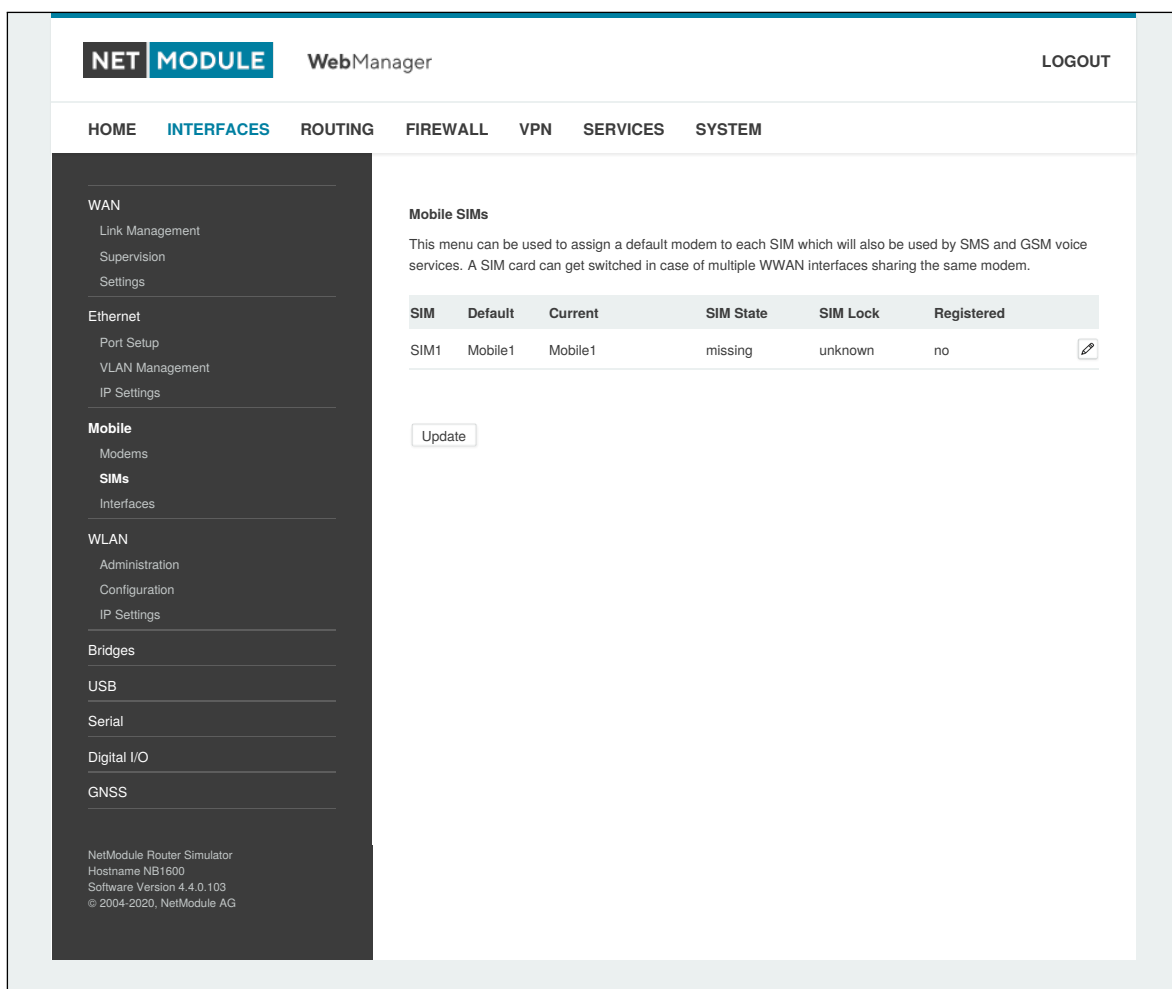 NET MODULE WebManager LOGOUT
HOME INTERFACES ROUTING FIREWALL VPN SERVICES SYSTEM
WAN
Link Management
Supervision
Settings
Ethernet
Port Setup
VLAN Management
IP Settings
Mobile
Modems
SIMs
Interfaces
WLAN
Administration
Configuration
IP Settings
Bridges
USB
Serial
Digital I/O
GNSS
NetModule Router Simulator
Hostname NB1600
Software Version 4.4.0.103
© 2004-2020, NetModule AG
Mobile SIMs
This menu can be used to assign a default modem to each SIM which will also be used by SMS and GSM voice
services. A SIM card can get switched in case of multiple WWAN interfaces sharing the same modem.
SIM Default Current SIM State SIM Lock Registered
SIM1 Mobile1 Mobile1 missing unknown no
Update